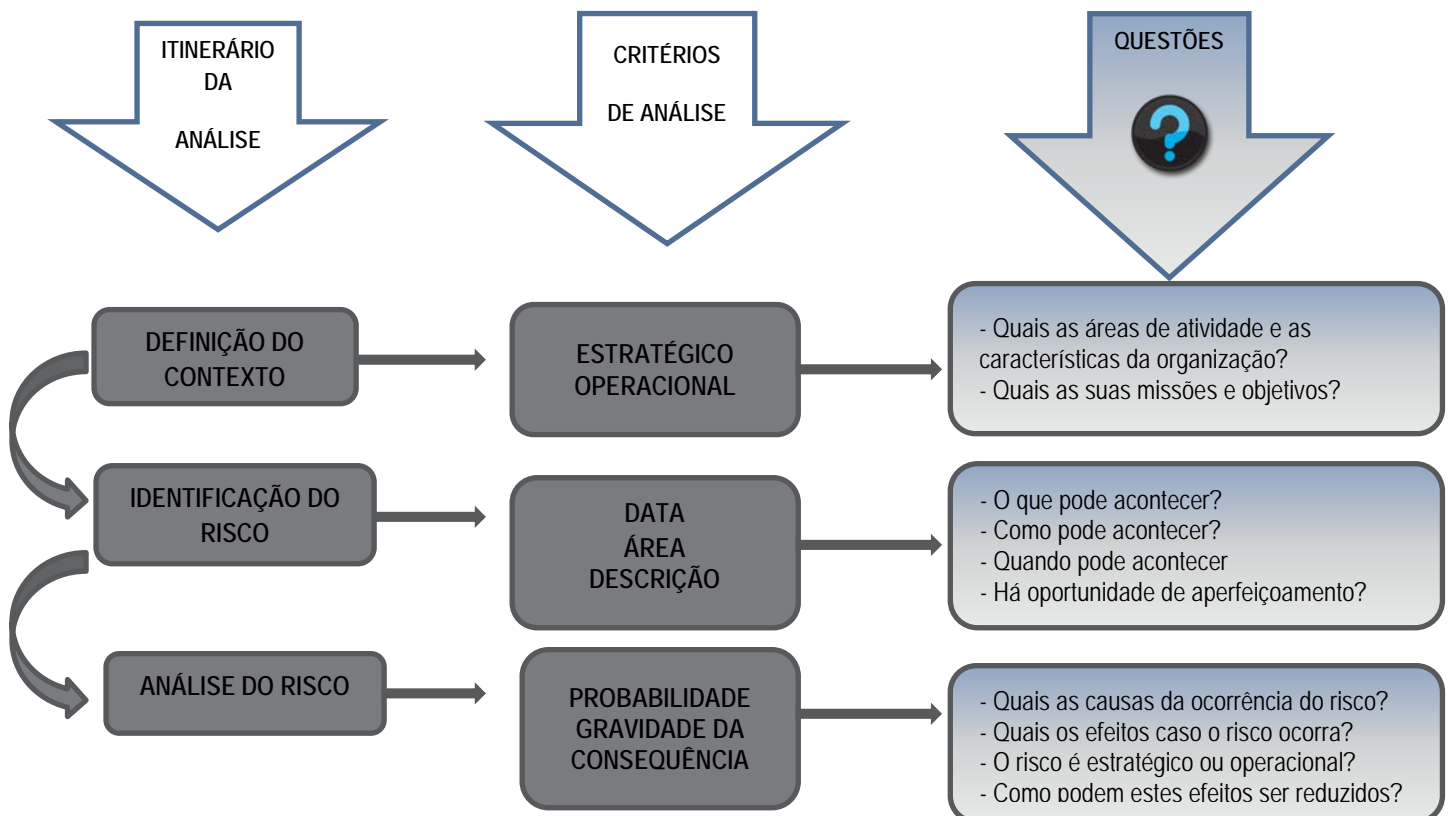 ITINERÁRIO
DA
ANÁLISE
CRITÉRIOS
DE ANÁLISE
QUESTÕES
?
DEFINIÇÃO DO
CONTEXTO
ESTRATÉGICO
OPERACIONAL
- Quais as áreas de atividade e as
características da organização?
- Quais as suas missões e objetivos?
IDENTIFICAÇÃO DO
RISCO
DATA
ÁREA
DESCRIÇÃO
- O que pode acontecer?
- Como pode acontecer?
- Quando pode acontecer
- Há oportunidade de aperfeiçoamento?
ANÁLISE DO RISCO
PROBABILIDADE
GRAVIDADE DA
CONSEQUÊNCIA
- Quais as causas da ocorrência do risco?
- Quais os efeitos caso o risco ocorra?
- O risco é estratégico ou operacional?
- Como podem estes efeitos ser reduzidos?